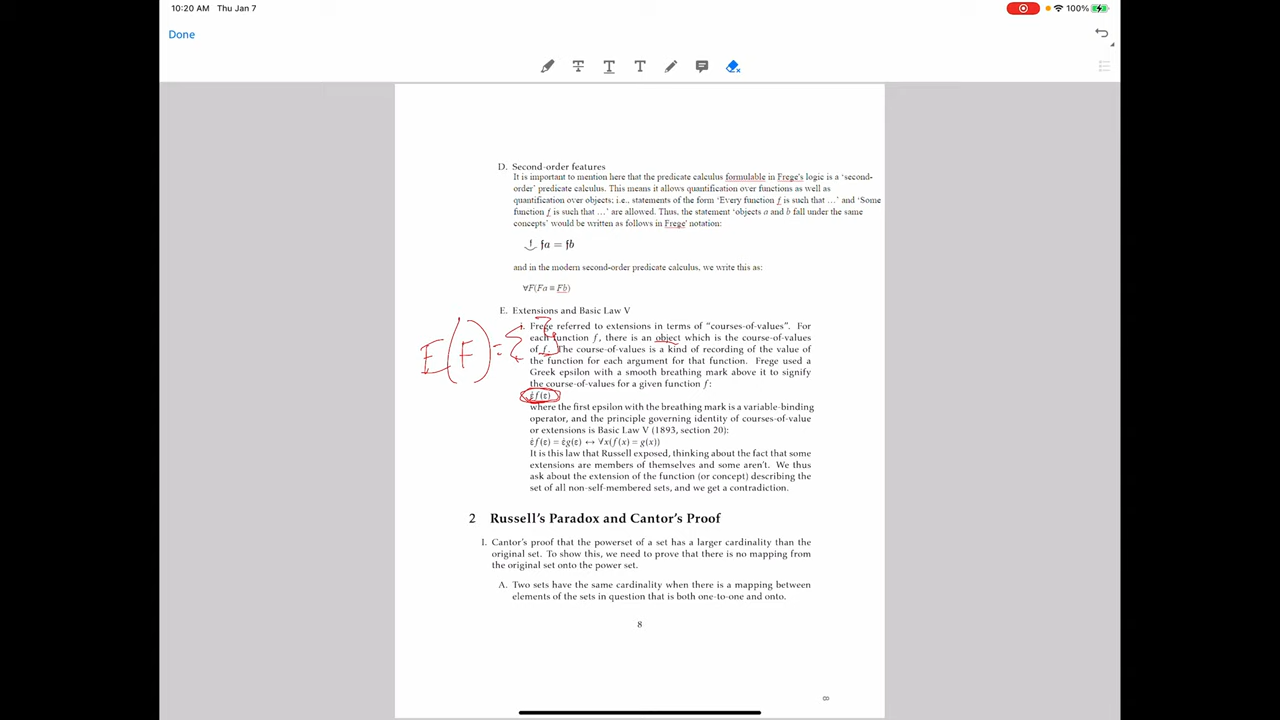 10:20 AM Thu Jan 7
100%
Done
D. Second-order features
It is important to mention here that the predicate calculus formulable in Frege's logic is a ‘second-
order’ predicate calculus. This means it allows quantification over functions as well as
quantification over objects; i.e., statements of the form ‘Every function f is such that …’ and ‘Some
function f is such that …’ are allowed. Thus, the statement ‘objects a and b fall under the same
concepts’ would be written as follows in Frege' notation:
f fa = fb
and in the modern second-order predicate calculus, we write this as:
∀F(Fa ≡ Fb)
E. Extensions and Basic Law V
i. Frege referred to extensions in terms of “courses-of-values”. For
each function f, there is an object which is the course-of-values
of f. The course-of-values is a kind of recording of the value of
the function for each argument for that function. Frege used a
Greek epsilon with a smooth breathing mark above it to signify
the course-of-values for a given function f:
E(F) = { }
ἐf(ε)
where the first epsilon with the breathing mark is a variable-binding
operator, and the principle governing identity of courses-of-value
or extensions is Basic Law V (1893, section 20):
ἐf(ε) = ἐg(ε) ↔ ∀x(f(x) = g(x))
It is this law that Russell exposed, thinking about the fact that some
extensions are members of themselves and some aren't. We thus
ask about the extension of the function (or concept) describing the
set of all non-self-membered sets, and we get a contradiction.
2 Russell's Paradox and Cantor's Proof
I. Cantor's proof that the powerset of a set has a larger cardinality than the
original set. To show this, we need to prove that there is no mapping from
the original set onto the power set.
A. Two sets have the same cardinality when there is a mapping between
elements of the sets in question that is both one-to-one and onto.
8
8